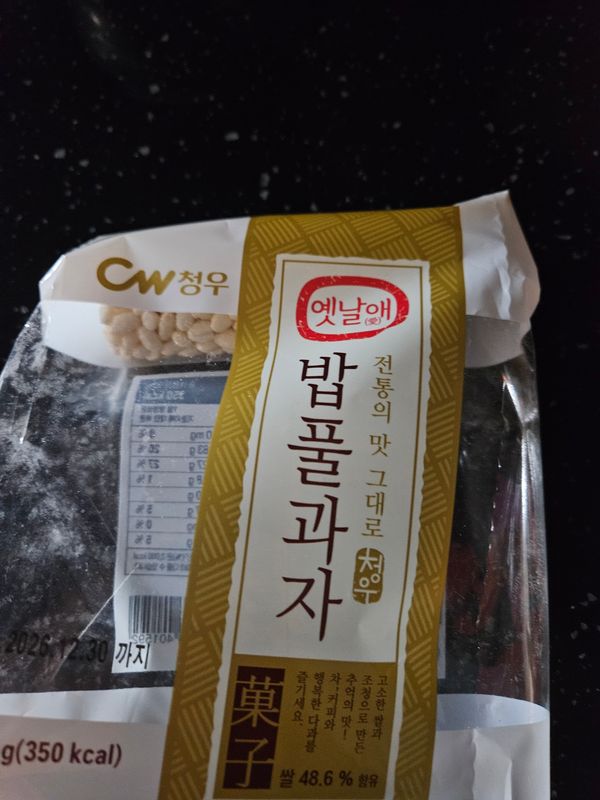 CW청우
옛날애
(愛)
밥풀과자
전통의 맛 그대로
청우
고소한 쌀과
조청으로 만든
추억의 맛!
차, 커피와
행복한 다과를
즐기세요.
菓子
쌀 48.6 % 함유
2026.12.30 까지
g(350 kcal)